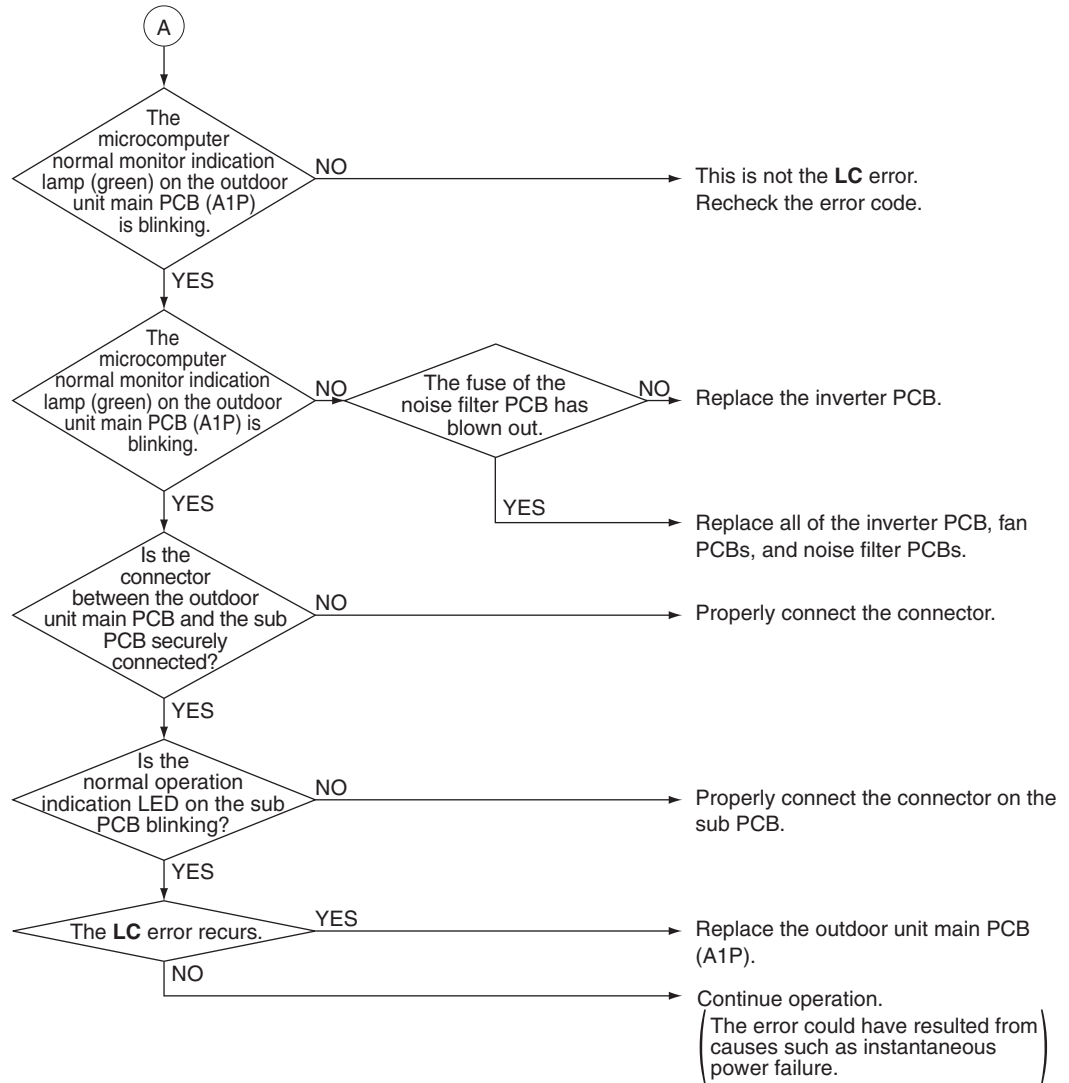 A
The
microcomputer
normal monitor indication
lamp (green) on the outdoor
unit main PCB (A1P)
is blinking.
NO
This is not the LC error.
Recheck the error code.
YES
The
microcomputer
normal monitor indication
lamp (green) on the outdoor
unit main PCB (A1P) is
blinking.
NO
The fuse of the
noise filter PCB has
blown out.
NO
Replace the inverter PCB.
YES
Replace all of the inverter PCB, fan
PCBs, and noise filter PCBs.
YES
Is the
connector
between the outdoor
unit main PCB and the sub
PCB securely
connected?
NO
Properly connect the connector.
YES
Is the
normal operation
indication LED on the sub
PCB blinking?
NO
Properly connect the connector on the
sub PCB.
YES
The LC error recurs.
YES
Replace the outdoor unit main PCB
(A1P).
NO
Continue operation.
(The error could have resulted from
causes such as instantaneous
power failure.)